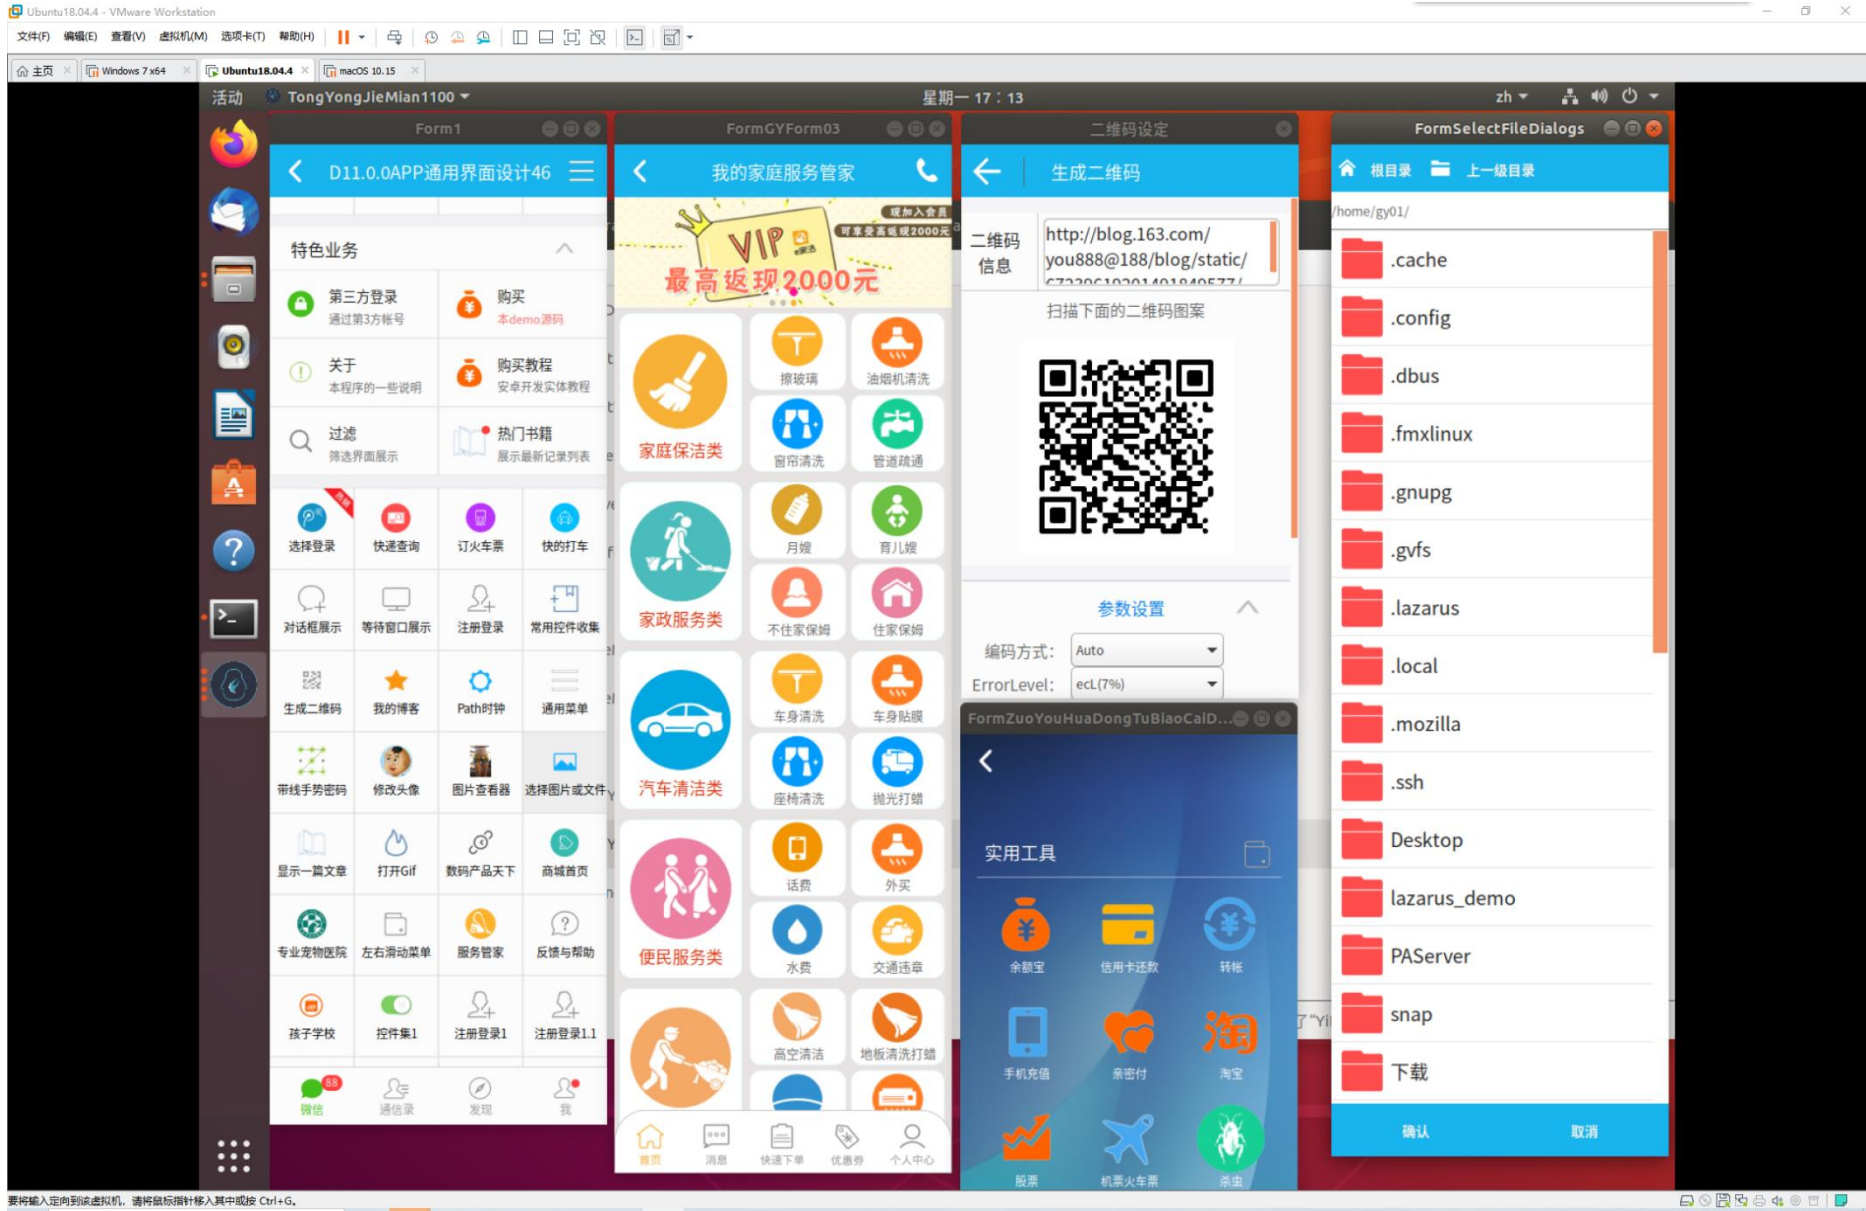 Ubuntu18.04.4 - VMware Workstation
文件(F) 编辑(E) 查看(V) 虚拟机(M) 选项卡(T) 帮助(H)
主页
Windows 7 x64
Ubuntu18.04.4
macOS 10.15
活动 TongYongJieMian1100
星期一 17：13
zh
Form1
D11.0.0APP通用界面设计46
特色业务
第三方登录
通过第3方帐号
购买
本demo源码
关于
本程序的一些说明
购买教程
安卓开发实体教程
过滤
筛选界面展示
热门书籍
展示最新记录列表
热销
选择登录 快递查询 订火车票 快的打车
对话框展示 等待窗口展示 注册登录 常用控件收集
生成二维码 我的博客 Path时钟 通用菜单
带线手势密码 修改头像 图片查看器 选择图片或文件
显示一篇文章 打开Gif 数码产品天下 商城首页
专业宠物医院 左右滑动菜单 服务管家 反馈与帮助
孩子学校 控件集1 注册登录1 注册登录1.1
88
微信 通信录 发现 我
FormGYForm03
我的家庭服务管家
现加入会员
可享受高返现2000元
VIP
最高返现2000元
家庭保洁类
擦玻璃 油烟机清洗
窗帘清洗 管道疏通
家政服务类
月嫂 育儿嫂
不住家保姆 住家保姆
汽车清洁类
车身清洗 车身贴膜
座椅清洗 抛光打蜡
便民服务类
话费 外买
水费 交通违章
高空清洁 地板清洗打蜡
首页 消息 快速下单 优惠券 个人中心
二维码设定
生成二维码
二维码
信息
http://blog.163.com/
you888@188/blog/static/
67239619201491849577/
扫描下面的二维码图案
参数设置
编码方式： Auto
ErrorLevel： ecL(7%)
FormZuoYouHuaDongTuBiaoCaiD...
实用工具
余额宝 信用卡还款 转帐
手机充值 亲密付 淘宝
淘
股票 机票火车票 杀虫
FormSelectFileDialogs
根目录 上一级目录
/home/gy01/
.cache
.config
.dbus
.fmxlinux
.gnupg
.gvfs
.lazarus
.local
.mozilla
.ssh
Desktop
lazarus_demo
PAServer
snap
下载
确认 取消
要将输入定向到该虚拟机，请将鼠标指针移入其中或按 Ctrl+G。